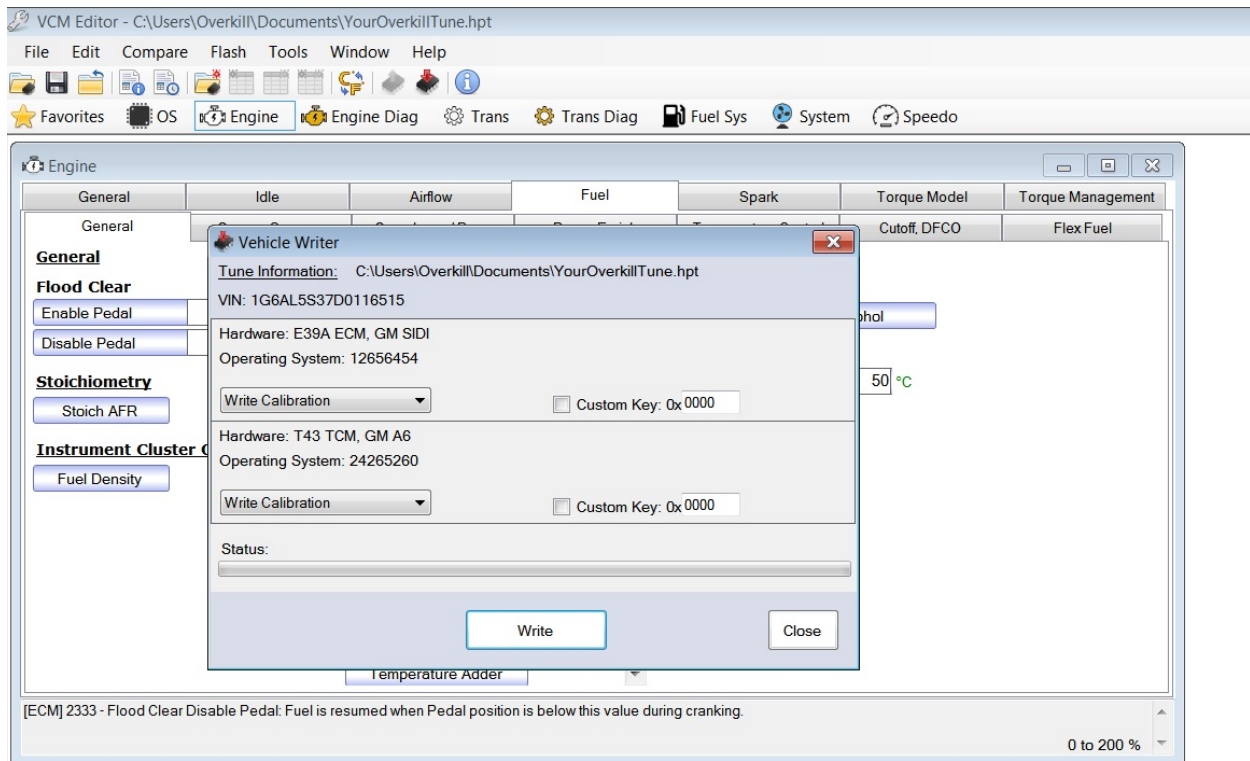 VCM Editor - C:\Users\Overkill\Documents\YourOverkillTune.hpt
File Edit Compare Flash Tools Window Help
Favorites OS Engine Engine Diag Trans Trans Diag Fuel Sys System Speedo
Engine
General Idle Airflow Fuel Spark Torque Model Torque Management
General Cutoff, DFCO Flex Fuel
General
Flood Clear
Enable Pedal
Disable Pedal
Stoichiometry
Stoich AFR
Instrument Cluster
Fuel Density
50 °C
Vehicle Writer
Tune Information: C:\Users\Overkill\Documents\YourOverkillTune.hpt
VIN: 1G6AL5S37D0116515
Hardware: E39A ECM, GM SIDI
Operating System: 12656454
Write Calibration Custom Key: 0x 0000
Hardware: T43 TCM, GM A6
Operating System: 24265260
Write Calibration Custom Key: 0x 0000
Status:
Write Close
Temperature Adder
[ECM] 2333 - Flood Clear Disable Pedal: Fuel is resumed when Pedal position is below this value during cranking.
0 to 200 %